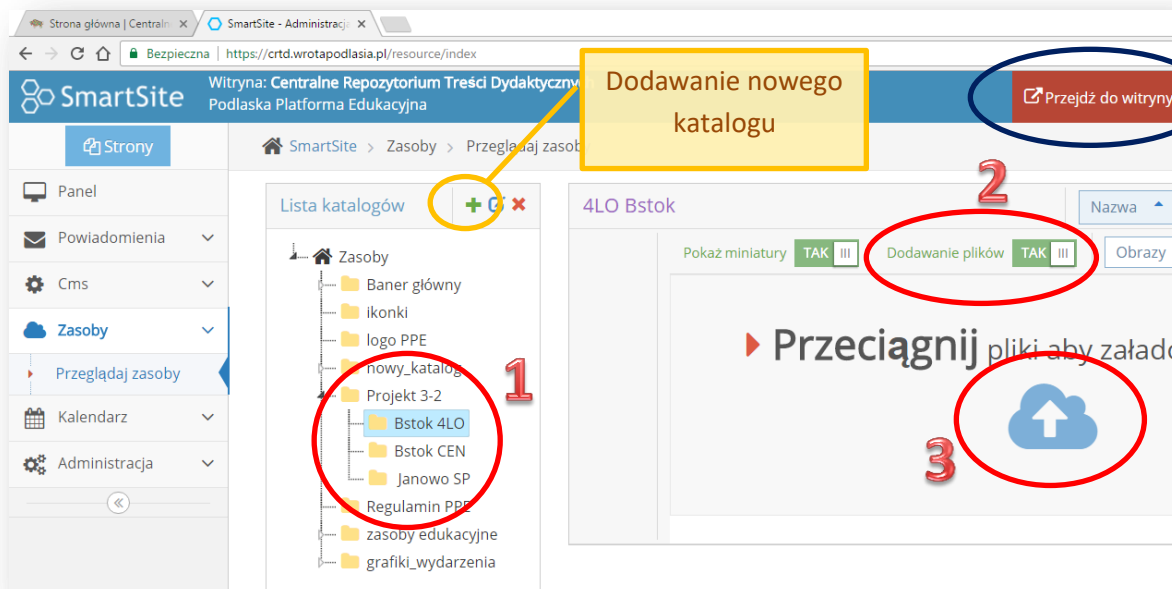 Strona główna | Central
SmartSite - Administracj
Bezpieczna | https://crtd.wrotapodlasia.pl/resource/index
SmartSite
Witryna: Centralne Repozytorium Treści Dydaktycznych
Podlaska Platforma Edukacyjna
Dodawanie nowego
katalogu
Przejdź do witryny
Strony
SmartSite > Zasoby > Przeglądaj zasob
Panel
Powiadomienia
Cms
Zasoby
Przeglądaj zasoby
Kalendarz
Administracja
Lista katalogów
Zasoby
Baner główny
ikonki
logo PPE
nowy_katalog
Projekt 3-2
Bstok 4LO
Bstok CEN
Janowo SP
Regulamin PPE
zasoby edukacyjne
grafiki_wydarzenia
1
4LO Bstok
2
Nazwa
Pokaż miniatury TAK
Dodawanie plików TAK
Obrazy
Przeciągnij pliki aby załado
3